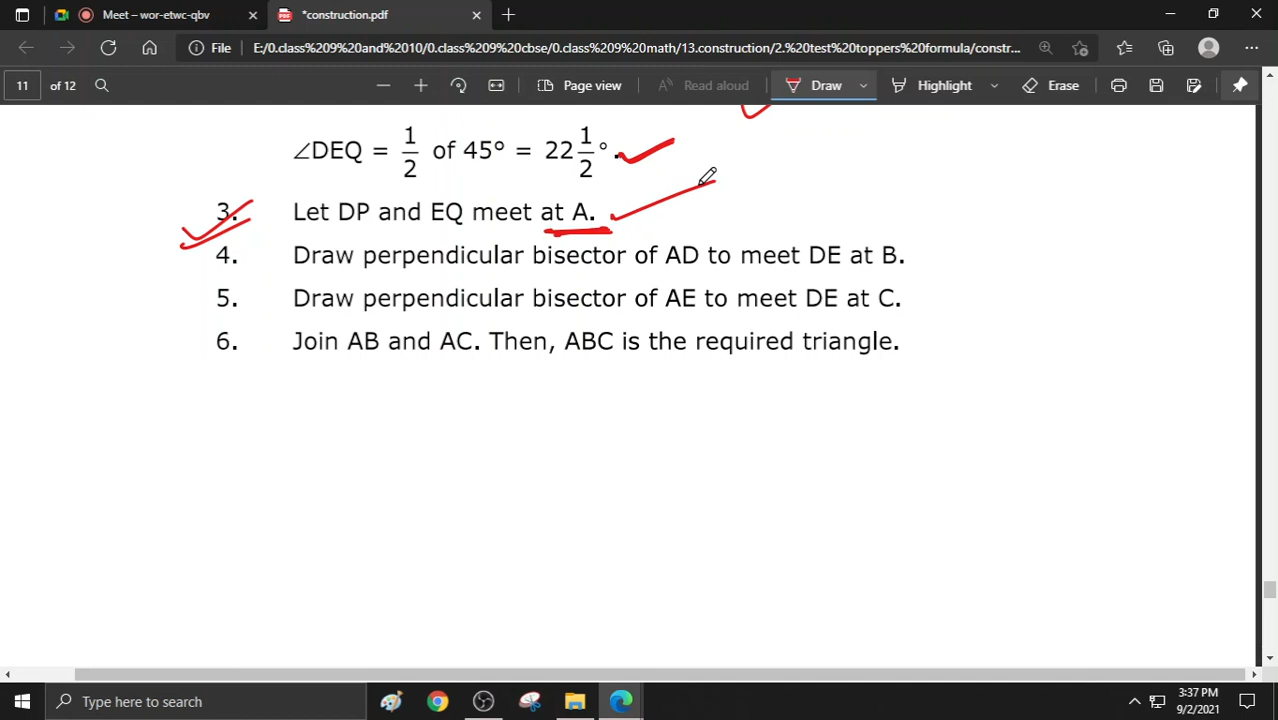 Meet – wor-etwc-qbv
*construction.pdf
File E:/0.class%209%20and%2010/0.class%209%20cbse/0.class%209%20math/13.construction/2.%20test%20toppers%20formula/constr...
11 of 12 Page view Read aloud Draw Highlight Erase
∠DEQ = 1/2 of 45° = 22 1/2°.
3. Let DP and EQ meet at A.
4. Draw perpendicular bisector of AD to meet DE at B.
5. Draw perpendicular bisector of AE to meet DE at C.
6. Join AB and AC. Then, ABC is the required triangle.
Type here to search
3:37 PM
9/2/2021